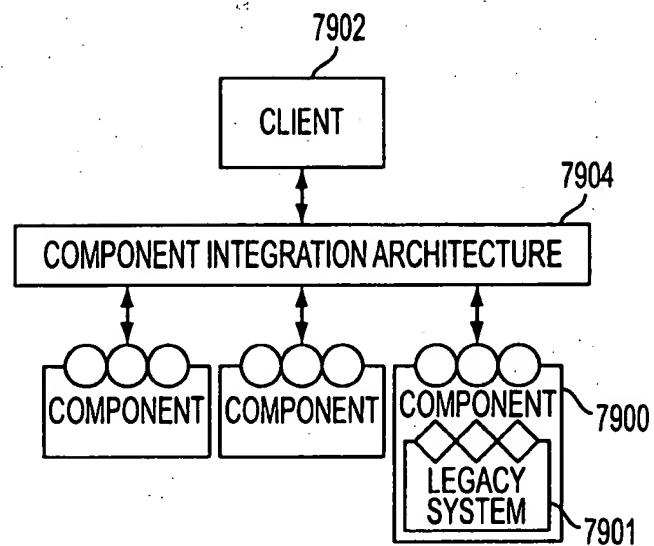 7902
CLIENT
7904
COMPONENT INTEGRATION ARCHITECTURE
COMPONENT
COMPONENT
COMPONENT
7900
LEGACY
SYSTEM
7901